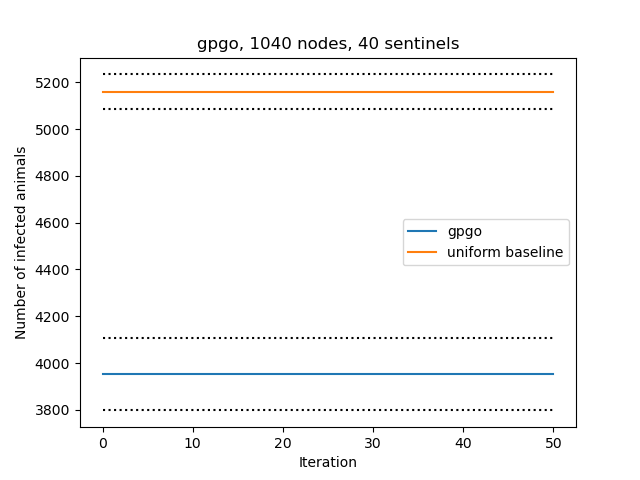 gpgo, 1040 nodes, 40 sentinels
5200
5000
4800
4600
4400
4200
4000
3800
Number of infected animals
gpgo
uniform baseline
0 10 20 30 40 50
Iteration